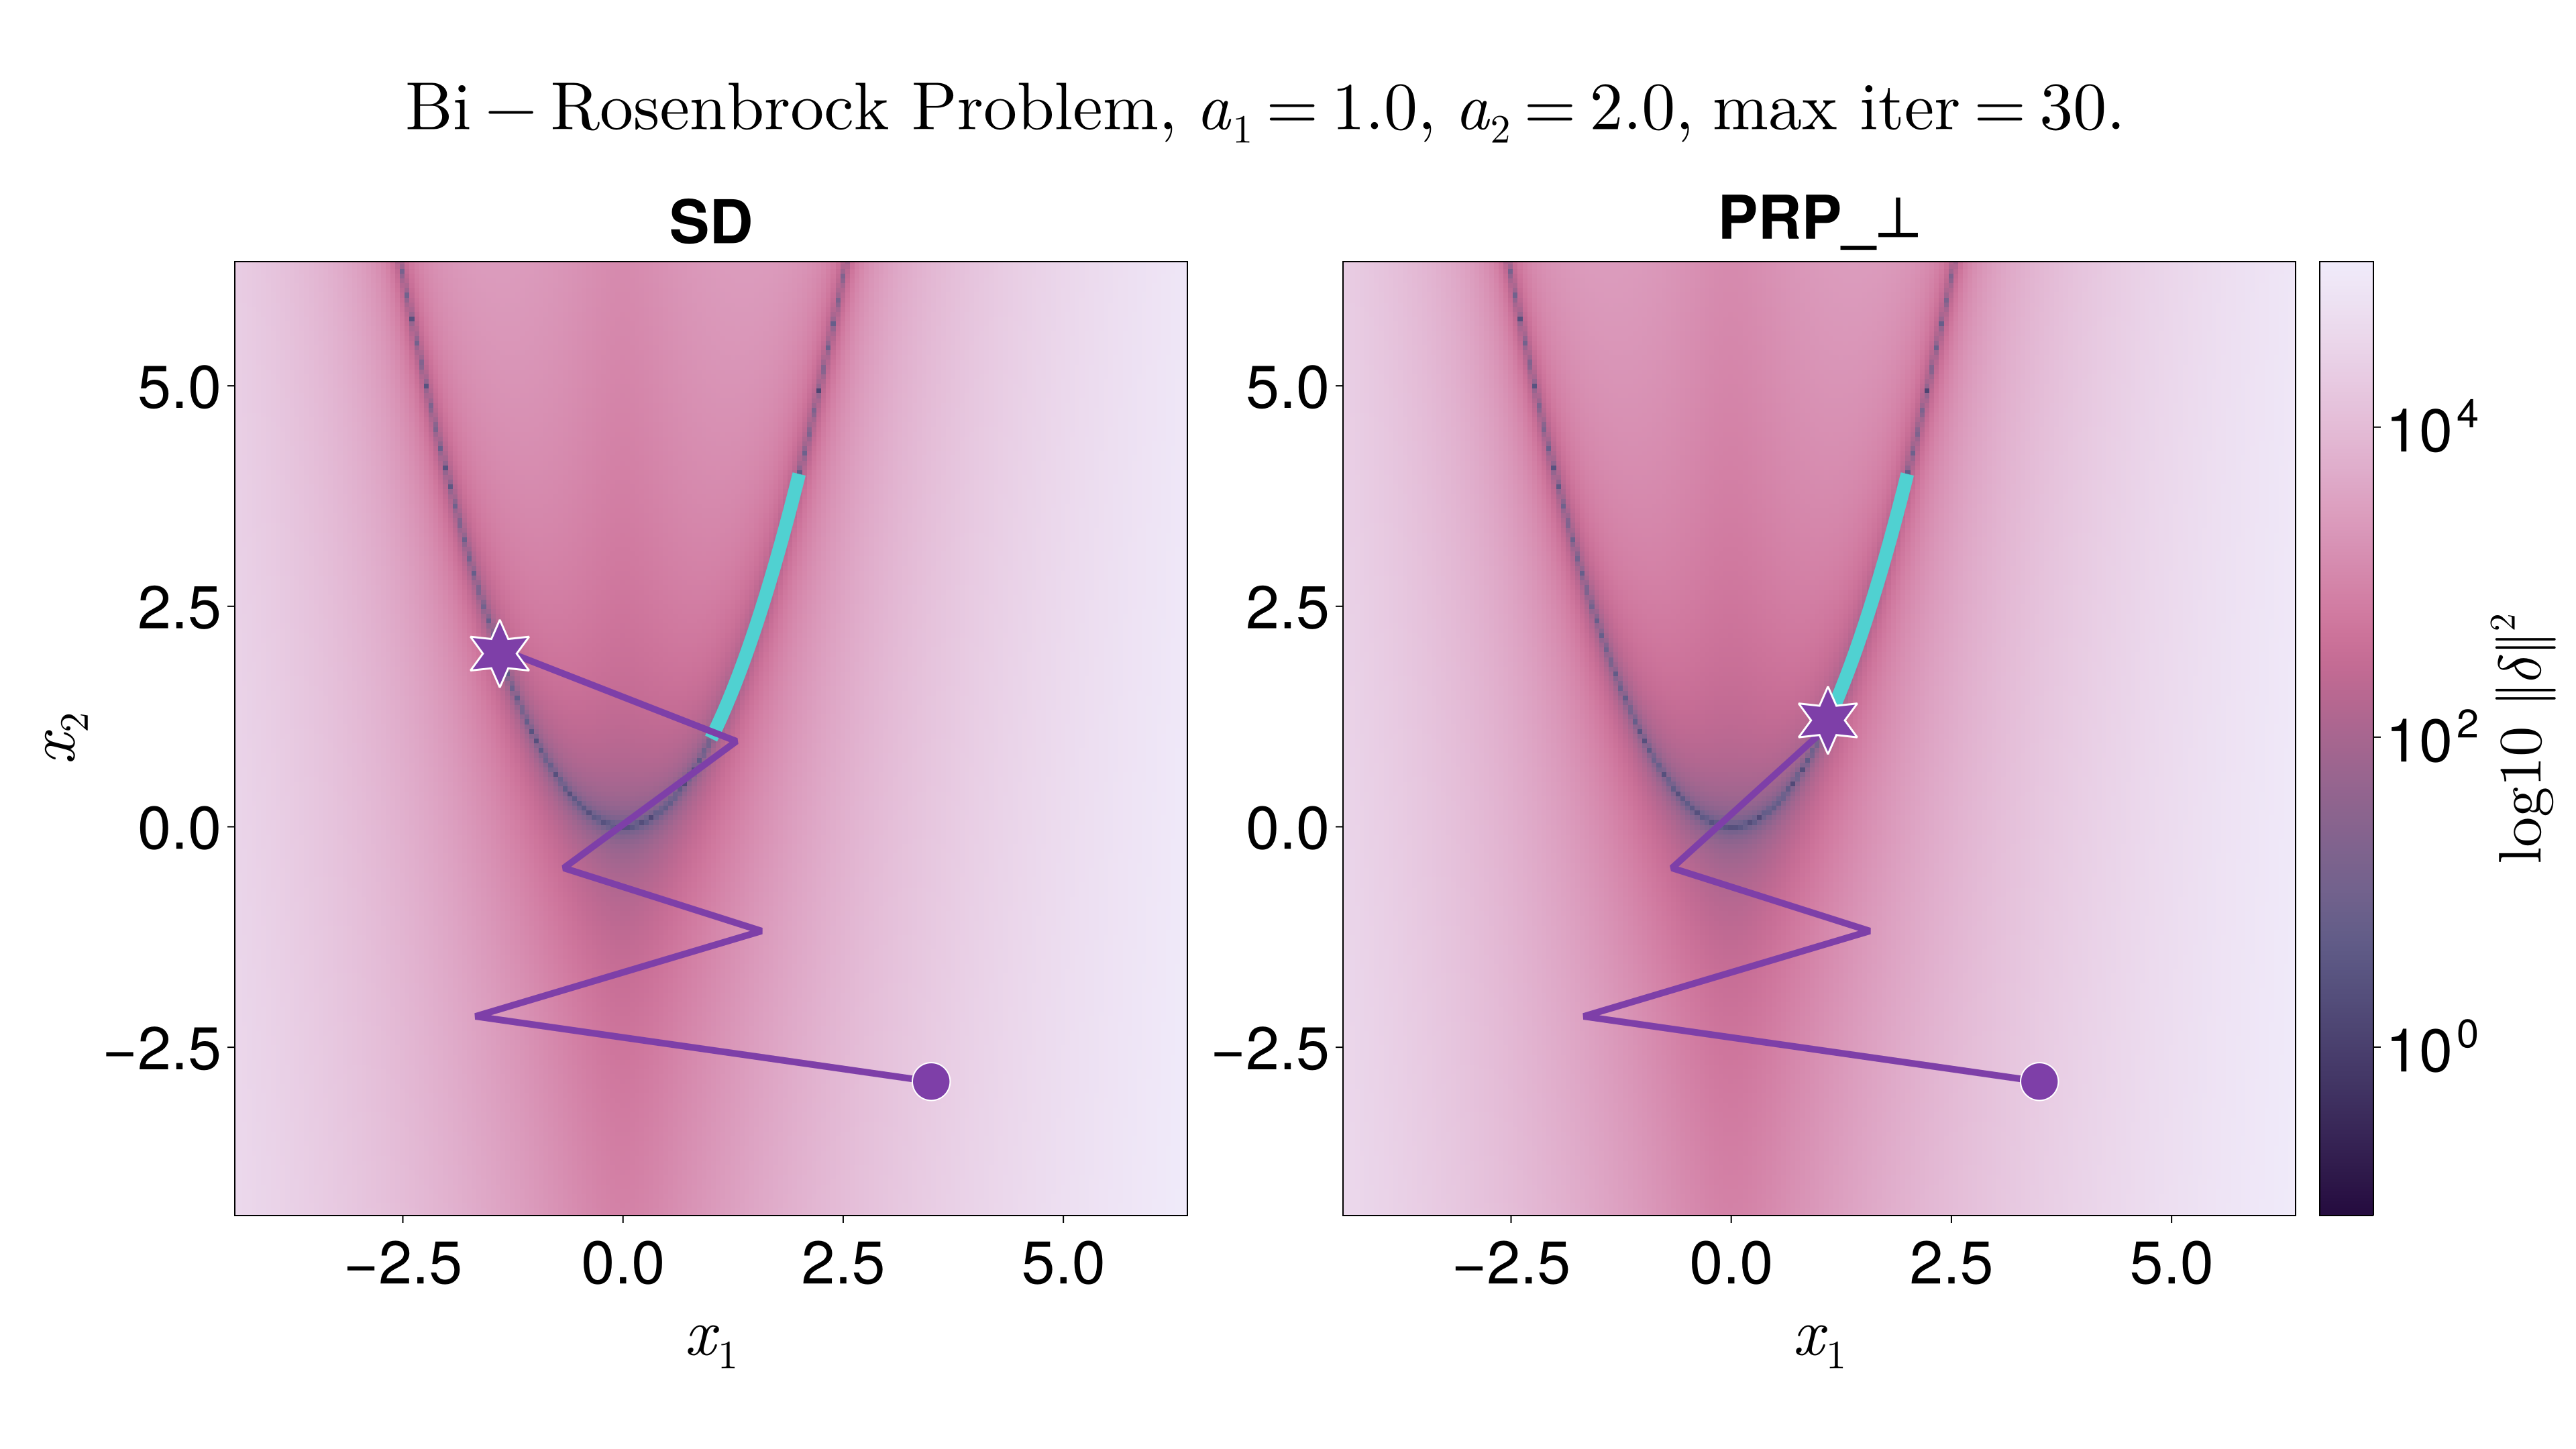 Bi − Rosenbrock Problem, a₁ = 1.0, a₂ = 2.0, max iter = 30.
SD
PRP_⊥
x₂
5.0
2.5
0.0
−2.5
−2.5 0.0 2.5 5.0
x₁
5.0
2.5
0.0
−2.5
−2.5 0.0 2.5 5.0
x₁
10⁴
10²
10⁰
log10 ‖δ‖²